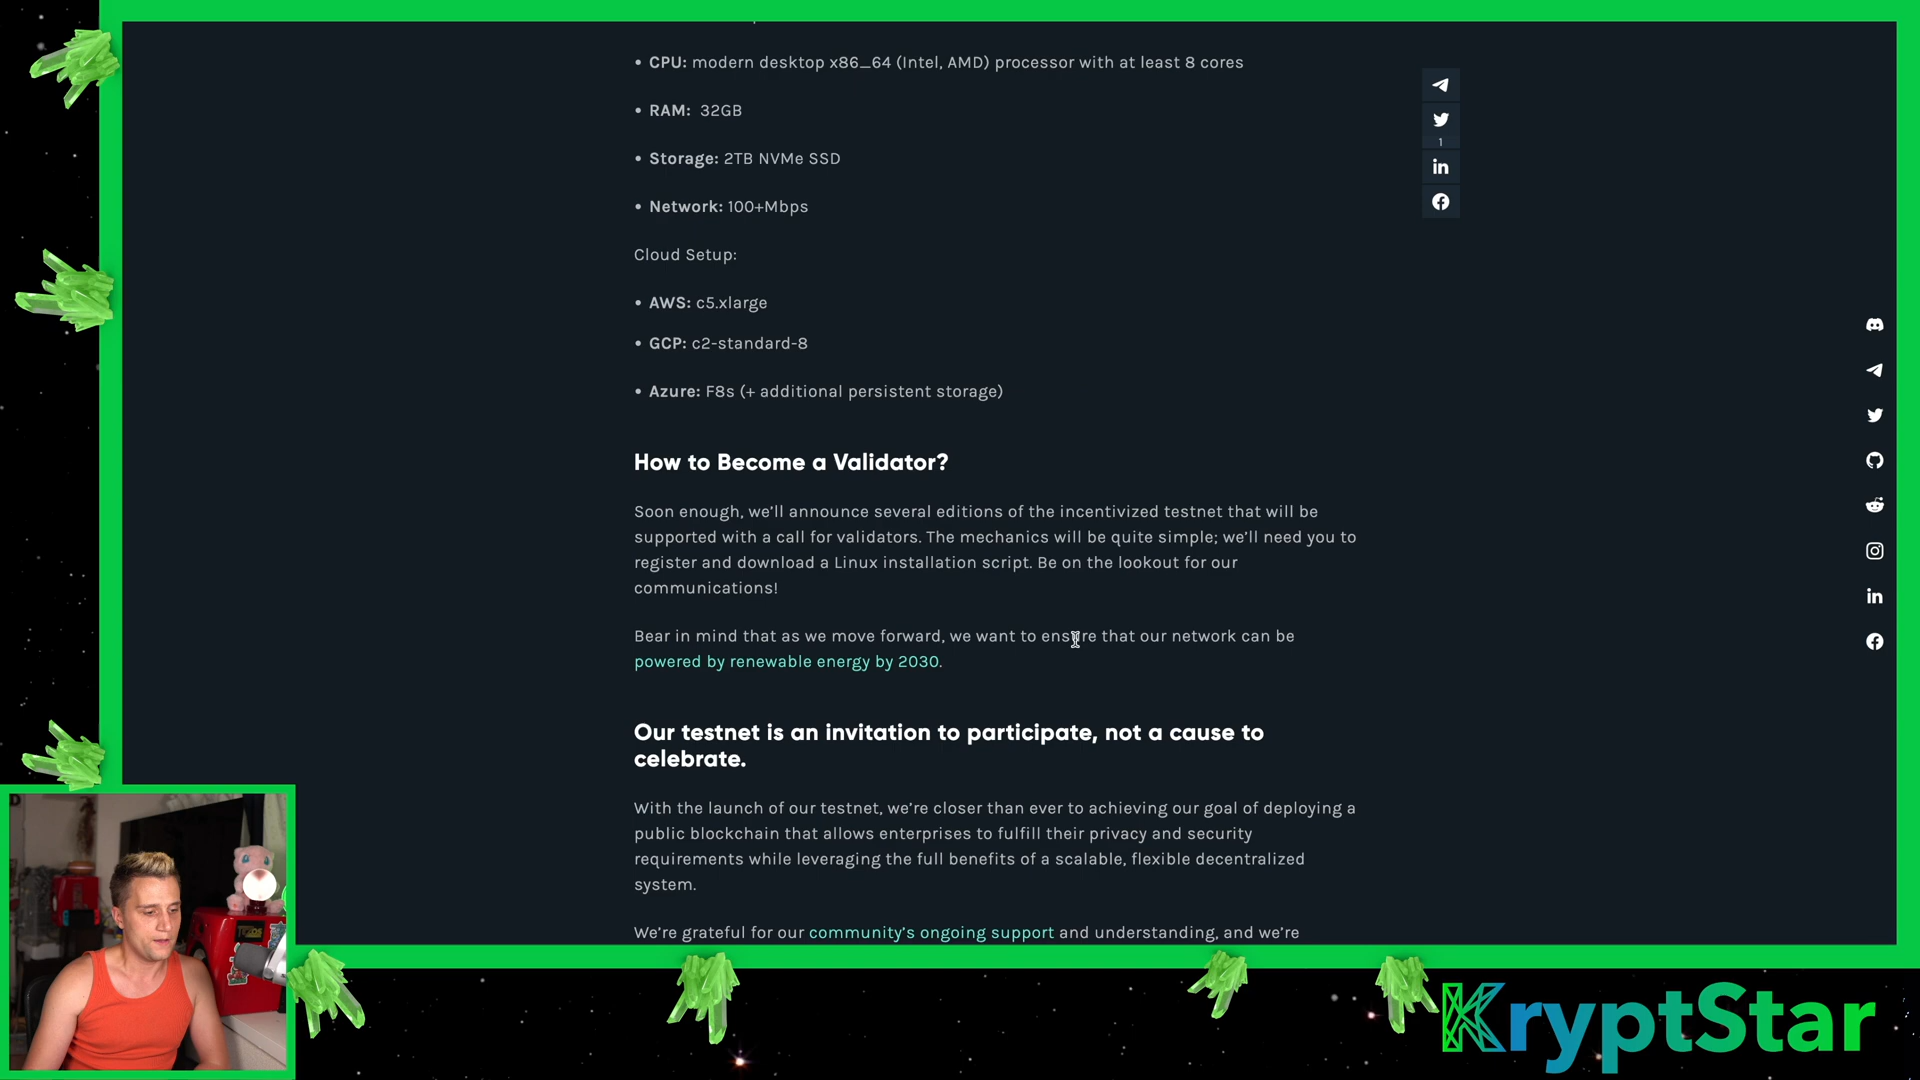 • CPU: modern desktop x86_64 (Intel, AMD) processor with at least 8 cores
• RAM: 32GB
• Storage: 2TB NVMe SSD
• Network: 100+Mbps
1
Cloud Setup:
• AWS: c5.xlarge
• GCP: c2-standard-8
• Azure: F8s (+ additional persistent storage)
How to Become a Validator?
Soon enough, we’ll announce several editions of the incentivized testnet that will be
supported with a call for validators. The mechanics will be quite simple; we’ll need you to
register and download a Linux installation script. Be on the lookout for our
communications!
Bear in mind that as we move forward, we want to ensure that our network can be
powered by renewable energy by 2030.
Our testnet is an invitation to participate, not a cause to
celebrate.
With the launch of our testnet, we’re closer than ever to achieving our goal of deploying a
public blockchain that allows enterprises to fulfill their privacy and security
requirements while leveraging the full benefits of a scalable, flexible decentralized
system.
We’re grateful for our community’s ongoing support and understanding, and we’re
KryptStar